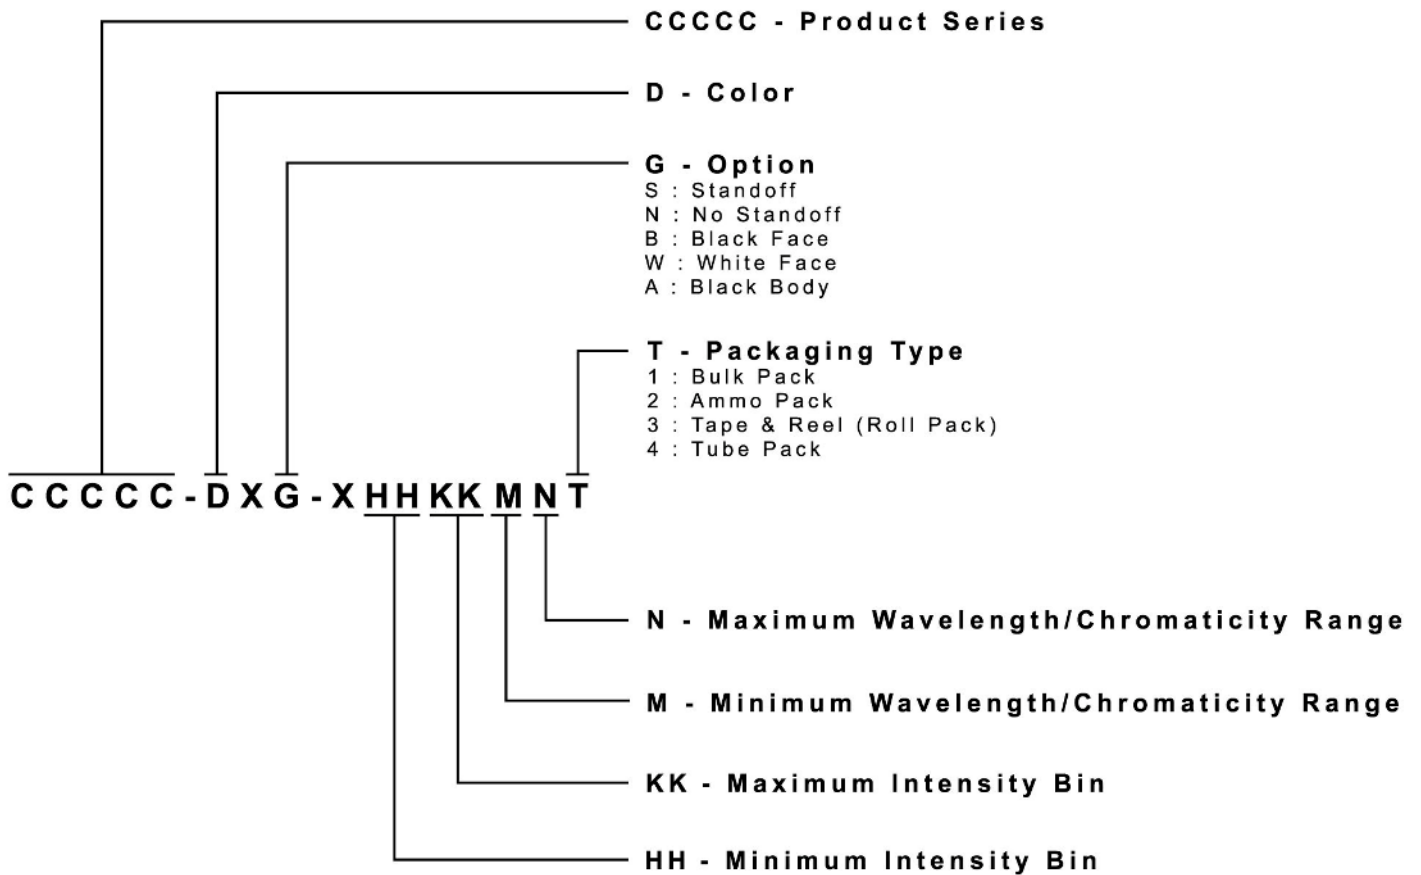 CCCCC - Product Series
D - Color
G - Option
S : Standoff
N : No Standoff
B : Black Face
W : White Face
A : Black Body
T - Packaging Type
1 : Bulk Pack
2 : Ammo Pack
3 : Tape & Reel (Roll Pack)
4 : Tube Pack
CCCCC-DXG-XHHKKMNT
N - Maximum Wavelength/Chromaticity Range
M - Minimum Wavelength/Chromaticity Range
KK - Maximum Intensity Bin
HH - Minimum Intensity Bin